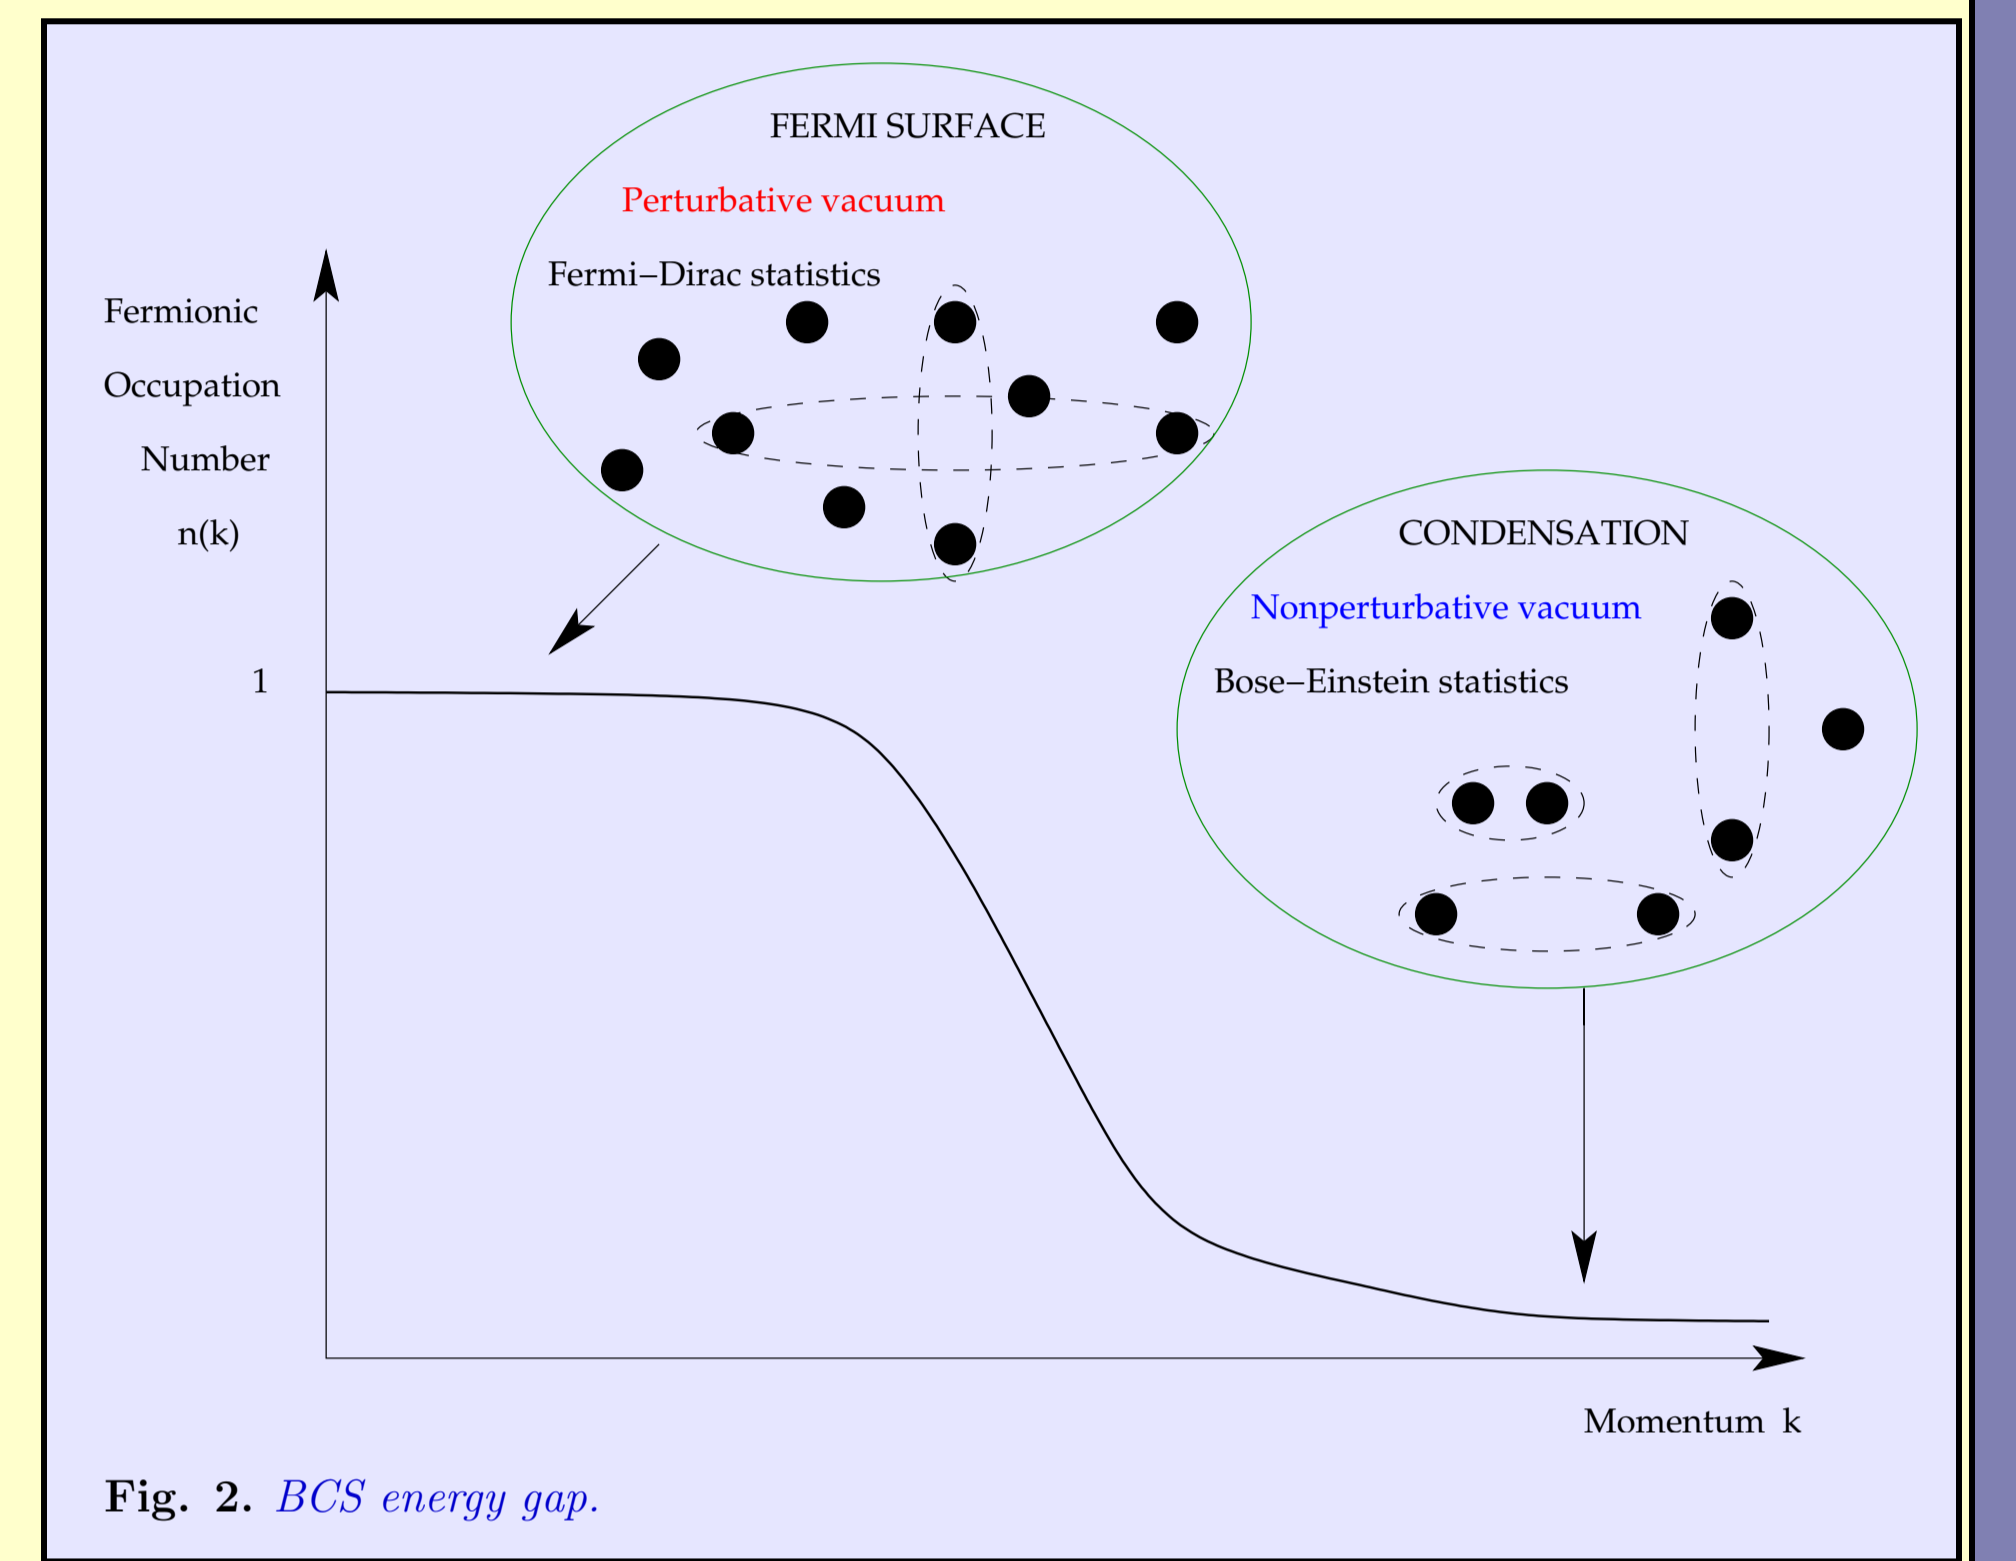 FERMI SURFACE
Perturbative vacuum
Fermi−Dirac statistics
Fermionic
Occupation
Number
n(k)
CONDENSATION
Nonperturbative vacuum
Bose−Einstein statistics
1
Momentum k
Fig. 2. BCS energy gap.